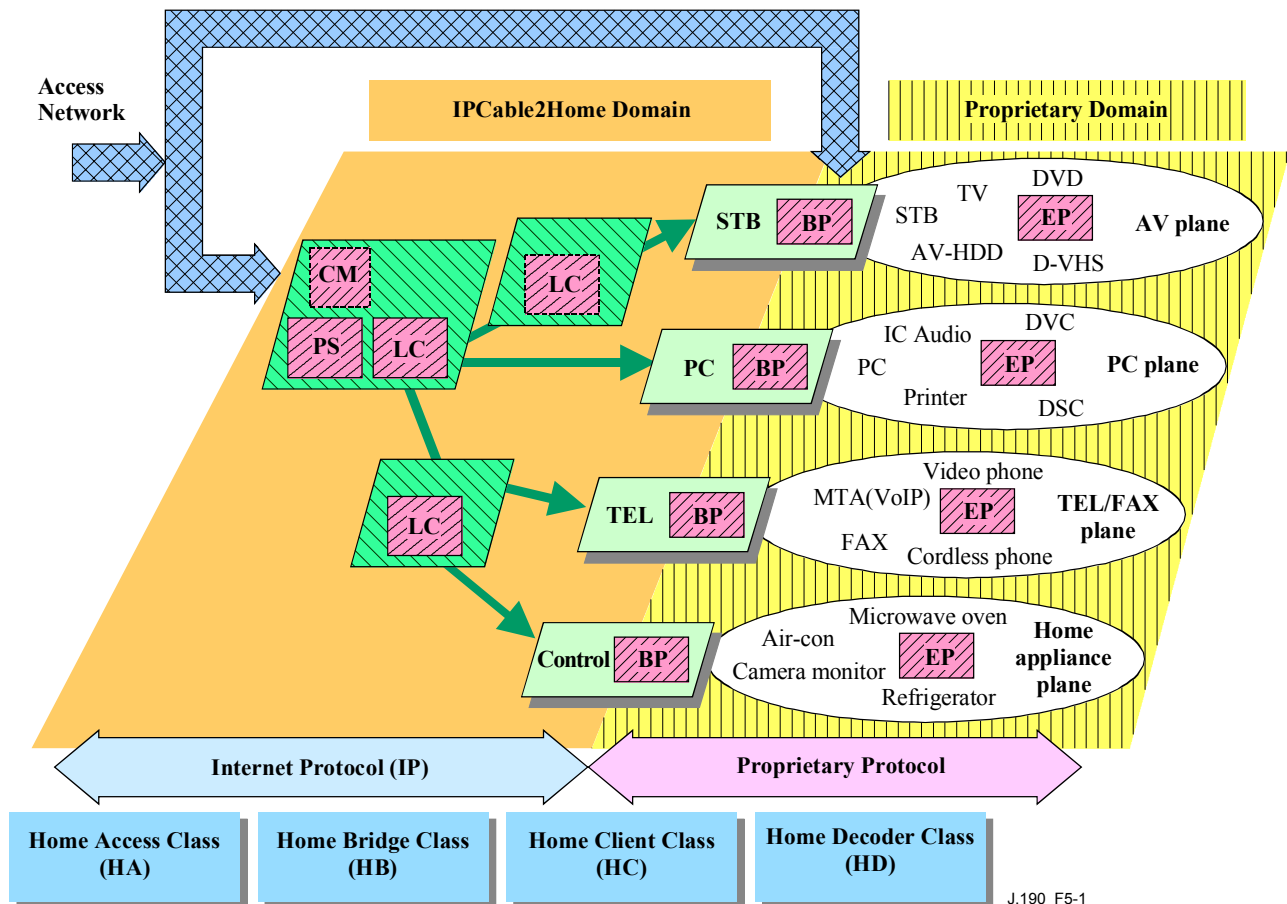 Access
Network
IPCable2Home Domain
Proprietary Domain
CM
PS
LC
LC
STB
BP
TV
DVD
STB
EP
AV plane
AV-HDD
D-VHS
PC
BP
IC Audio
DVC
PC
EP
PC plane
Printer
DSC
LC
TEL
BP
Video phone
MTA(VoIP)
EP
TEL/FAX
plane
FAX
Cordless phone
Control
BP
Microwave oven
Air-con
EP
Home
appliance
plane
Camera monitor
Refrigerator
Internet Protocol (IP)
Proprietary Protocol
Home Access Class
(HA)
Home Bridge Class
(HB)
Home Client Class
(HC)
Home Decoder Class
(HD)
J.190_F5-1